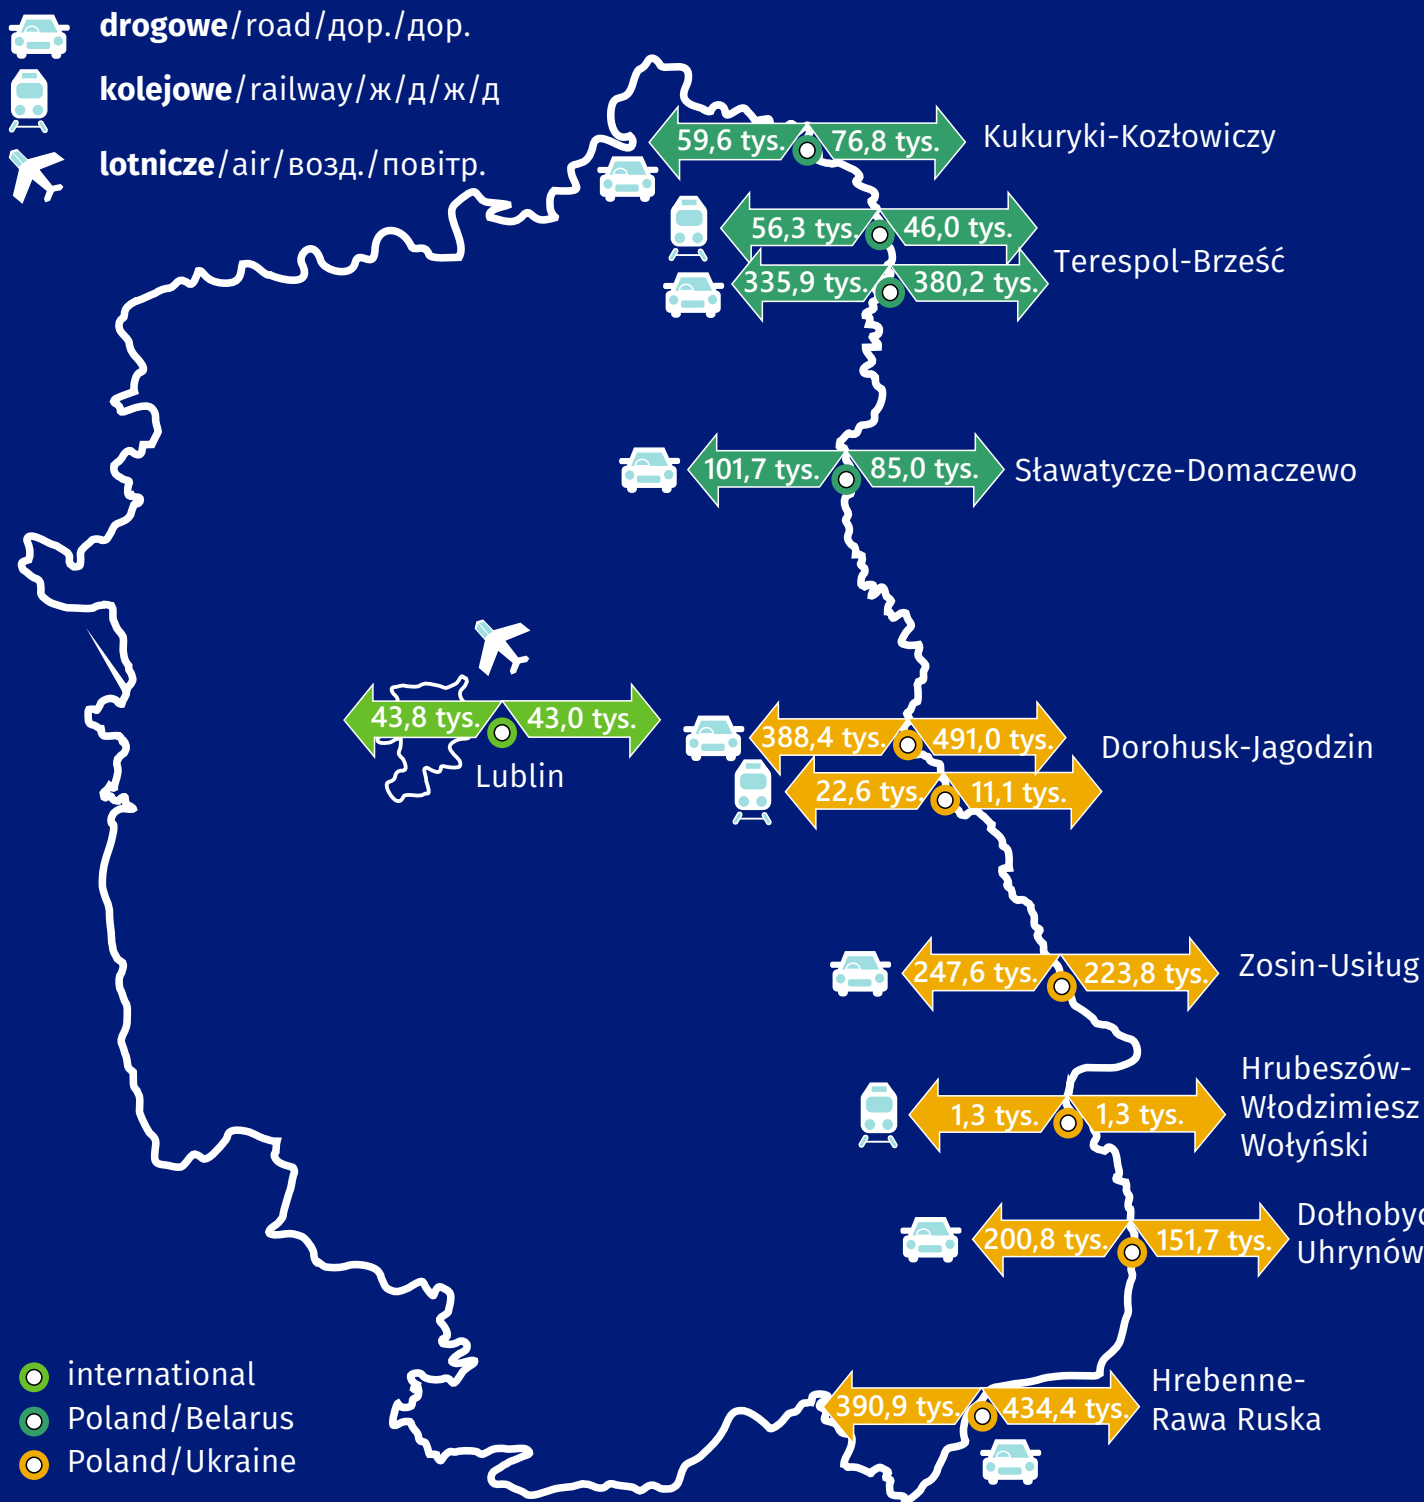 drogowe/road/дор./дор.
kolejowe/railway/ж/д/ж/д
lotnicze/air/возд./повітр.
59,6 tys. 76,8 tys. Kukuryki-Kozłowiczy
56,3 tys. 46,0 tys.
Terespol-Brześć
335,9 tys. 380,2 tys.
101,7 tys. 85,0 tys. Sławatycze-Domaczewo
43,8 tys. 43,0 tys.
Lublin
388,4 tys. 491,0 tys. Dorohusk-Jagodzin
22,6 tys. 11,1 tys.
247,6 tys. 223,8 tys. Zosin-Usiług
1,3 tys. 1,3 tys.
Hrubeszów-
Włodzimiesz
Wołyński
200,8 tys. 151,7 tys.
Dołhobyc
Uhrynów
390,9 tys. 434,4 tys.
Hrebenne-
Rawa Ruska
international
Poland/Belarus
Poland/Ukraine